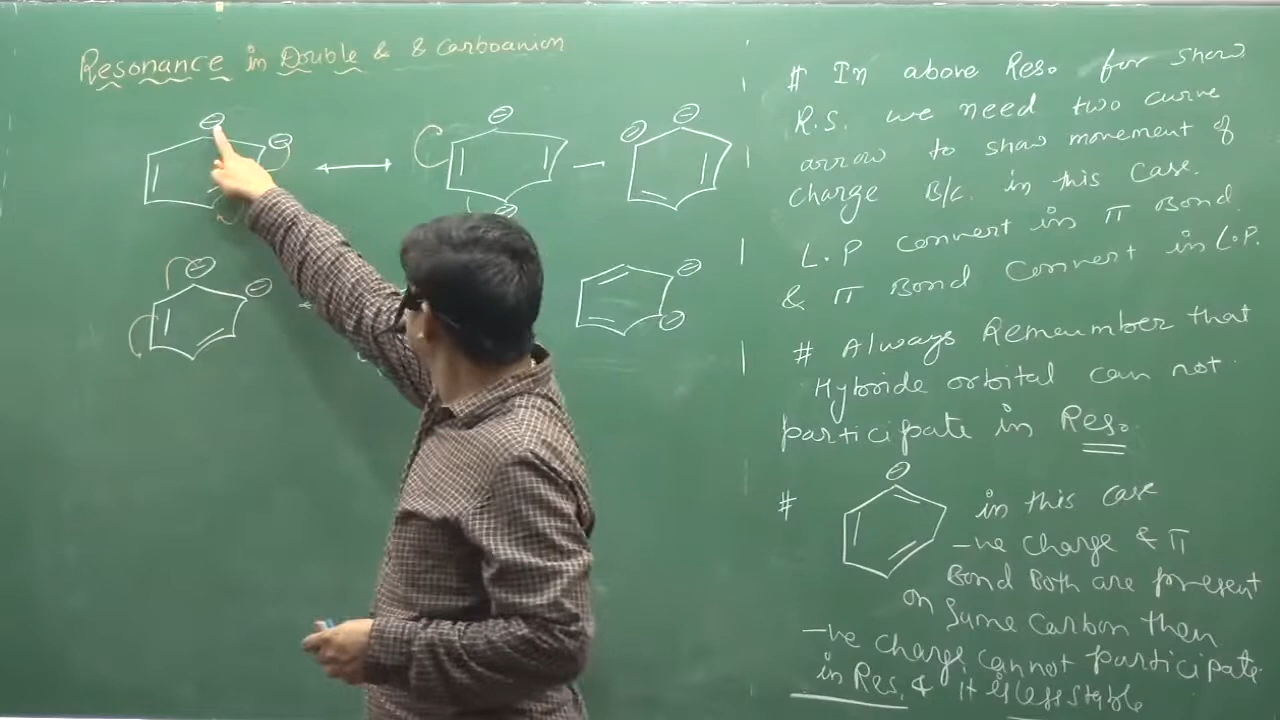 Resonance in Double & 8 Carboanion
# In above Reso for show
R.S. we need two curve
arrow to show movement of
charge B/c. in this case.
L.P convert in π Bond
& π Bond convert in L.P.
# Always Remeumber that
Hybride orbital can not
participate in Reso.
# in this case
-ve charge & π
Bond Both are present
on Same Carbon then
-ve charge cannot participate
in Res. & it is less stable